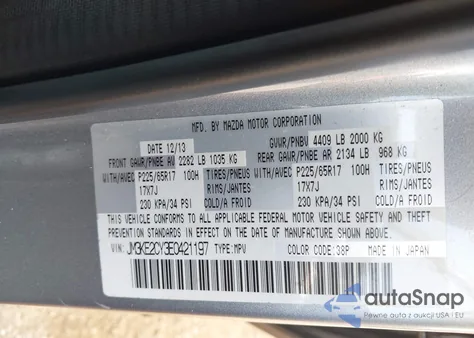 MFD. BY MAZDA MOTOR CORPORATION
DATE 12/13 GVWR/PNBV 4409 LB 2000 KG
FRONT GAWR/PNBE AV 2282 LB 1035 KG REAR GAWR/PNBE AR 2134 LB 968 KG
WITH/AVEC P225/65R17 100H TIRES/PNEUS WITH/AVEC P225/65R17 100H TIRES/PNEUS
17X7J RIMS/JANTES 17X7J RIMS/JANTES
230 KPA/34 PSI COLD/A FROID 230 KPA/34 PSI COLD/A FROID
THIS VEHICLE CONFORMS TO ALL APPLICABLE FEDERAL MOTOR VEHICLE SAFETY AND THEFT
PREVENTION STANDARDS IN EFFECT ON THE DATE OF MANUFACTURE SHOWN ABOVE.
VIN: JM3KE2CY3E0421197 TYPE:MPV COLOR: 38P MADE IN JAPAN
autoSnap
Pewne auto z aukcji z USA i EU